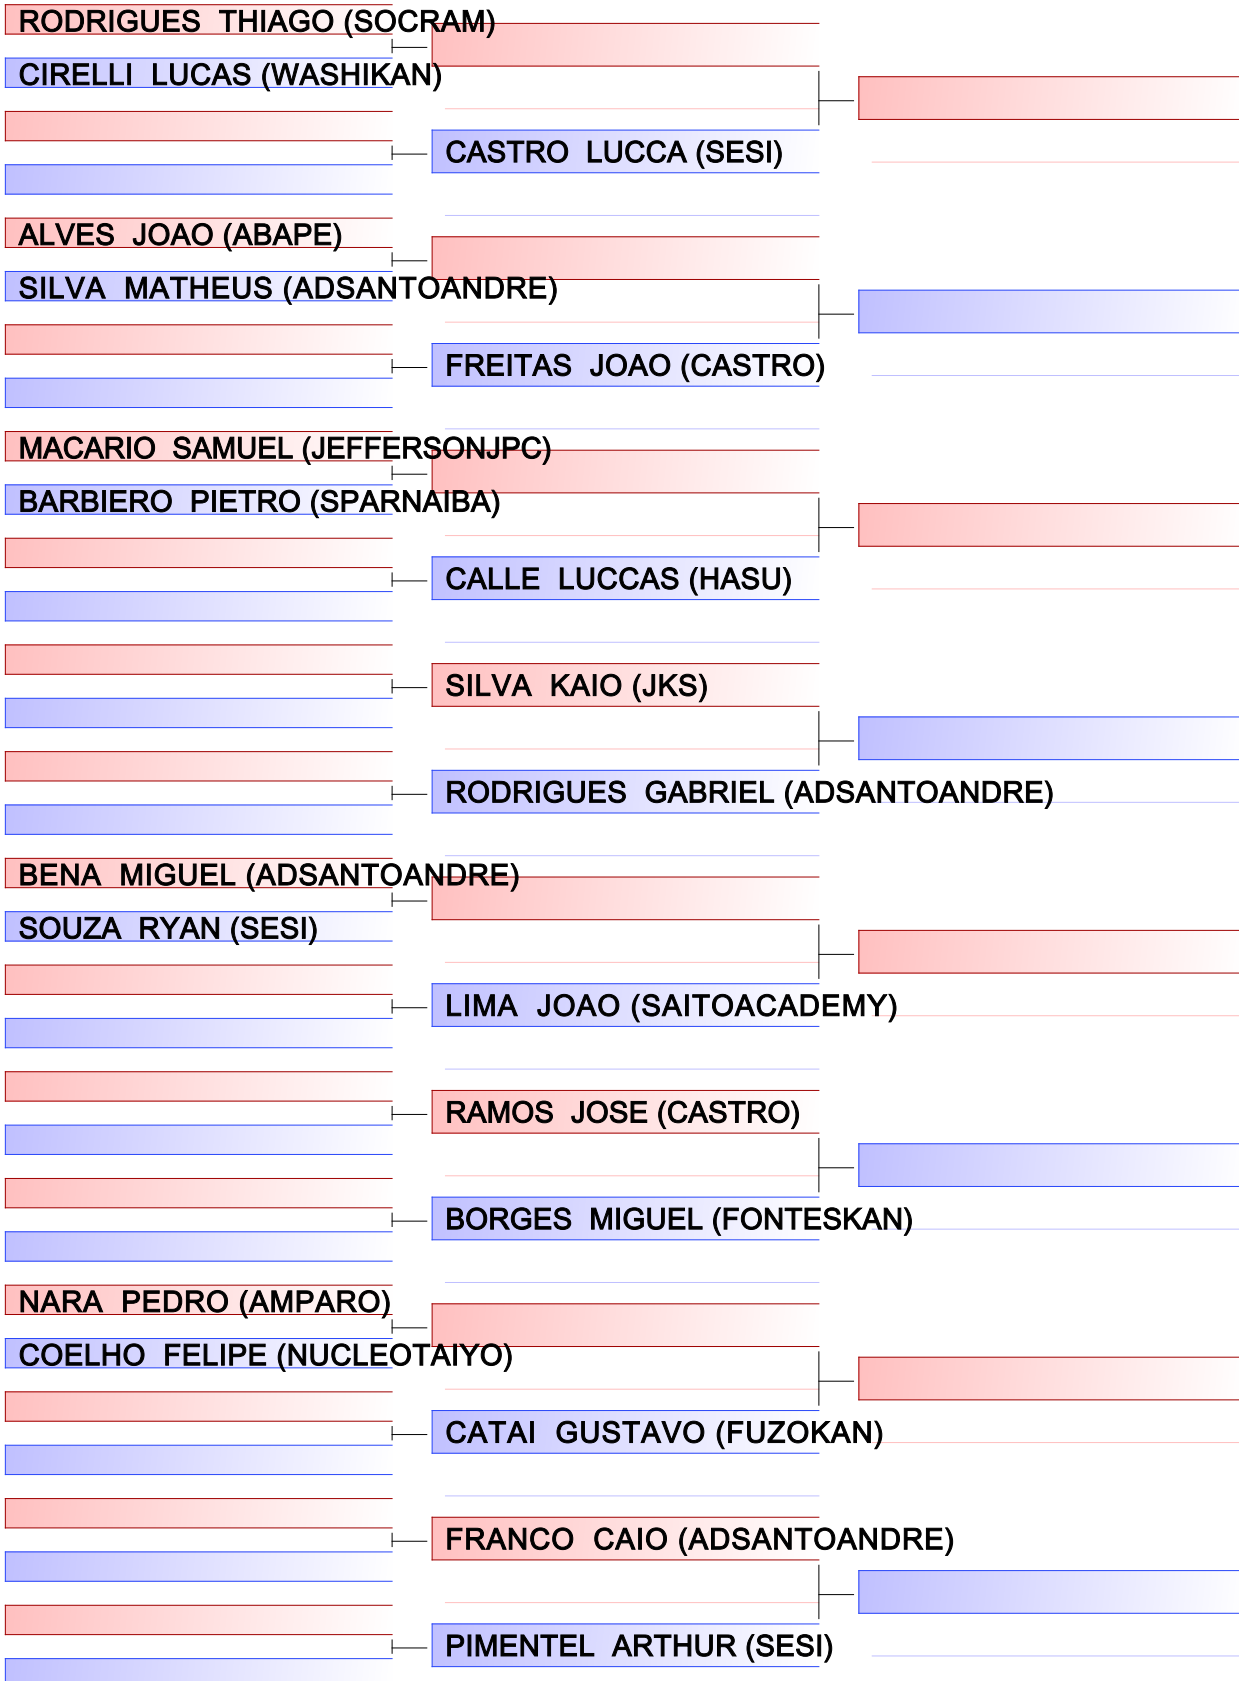 RODRIGUES THIAGO (SOCRAM)
CIRELLI LUCAS (WASHIKAN)
CASTRO LUCCA (SESI)
ALVES JOAO (ABAPE)
SILVA MATHEUS (ADSANTOANDRE)
FREITAS JOAO (CASTRO)
MACARIO SAMUEL (JEFFERSONJPC)
BARBIERO PIETRO (SPARNAIBA)
CALLE LUCCAS (HASU)
SILVA KAIO (JKS)
RODRIGUES GABRIEL (ADSANTOANDRE)
BENA MIGUEL (ADSANTOANDRE)
SOUZA RYAN (SESI)
LIMA JOAO (SAITOACADEMY)
RAMOS JOSE (CASTRO)
BORGES MIGUEL (FONTESKAN)
NARA PEDRO (AMPARO)
COELHO FELIPE (NUCLEOTAIYO)
CATAI GUSTAVO (FUZOKAN)
FRANCO CAIO (ADSANTOANDRE)
PIMENTEL ARTHUR (SESI)